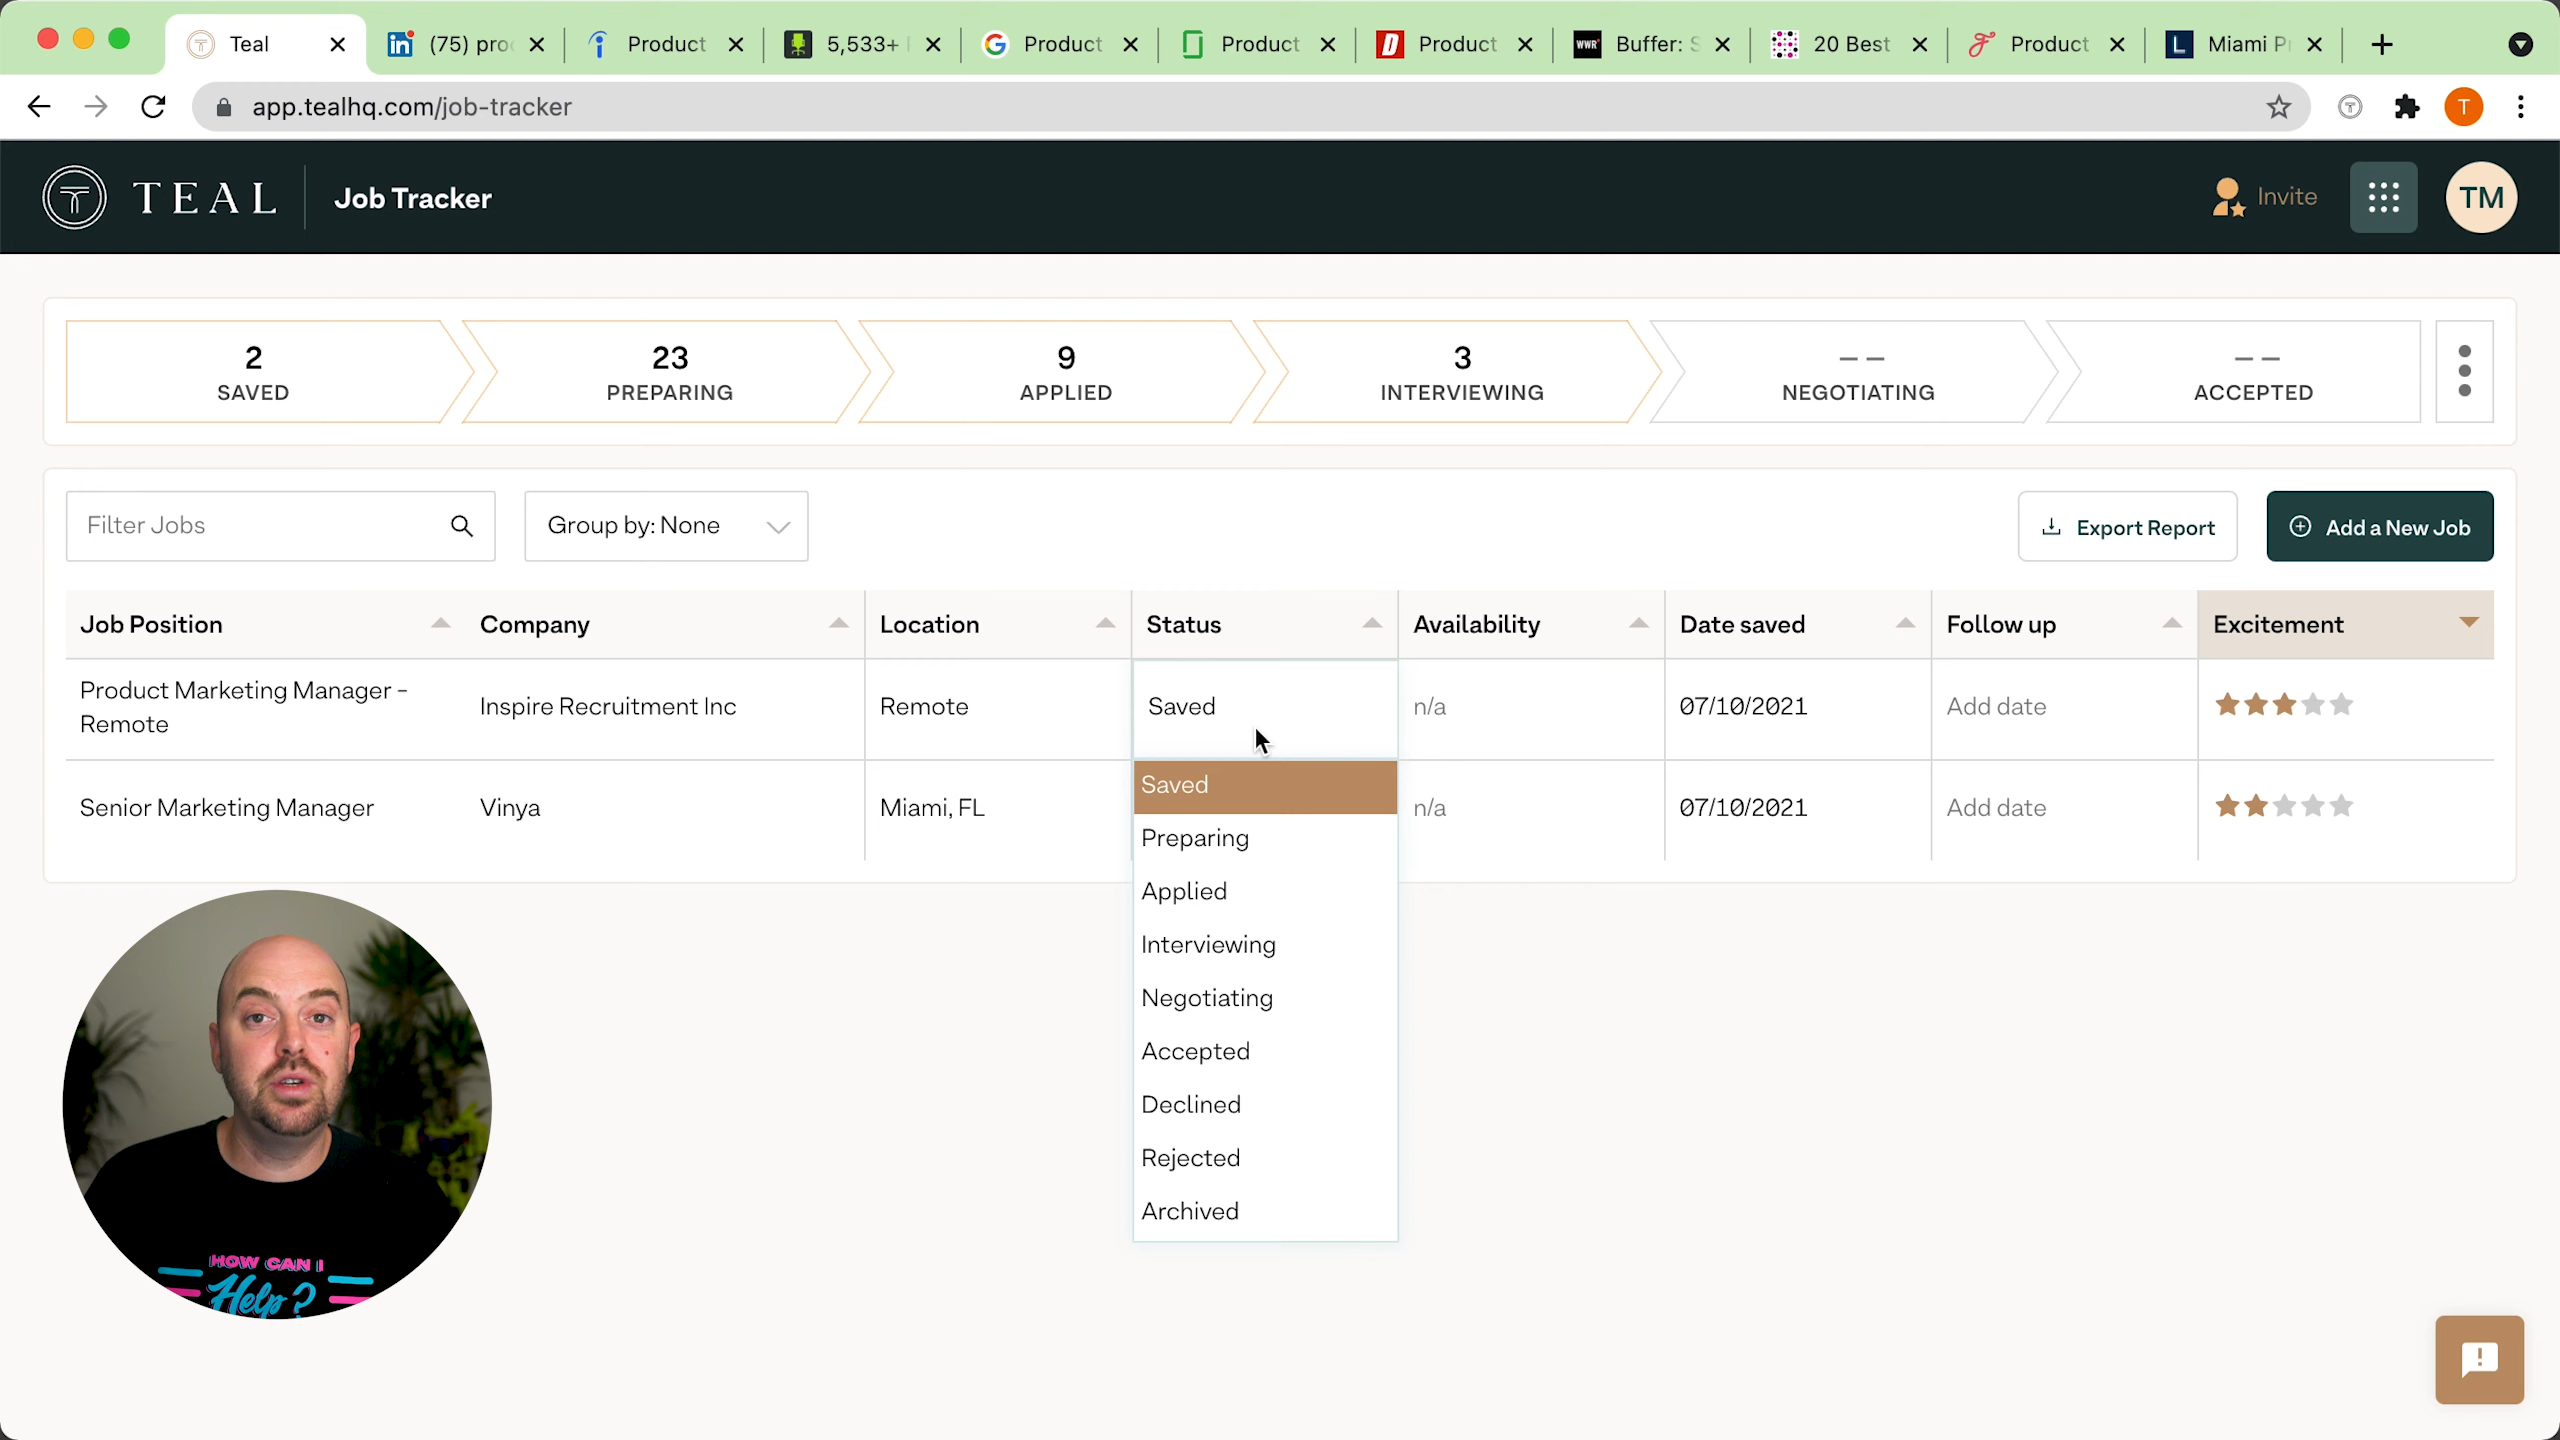 Teal
(75) pro
Product
5,533+
Product
Product
Product
Buffer: S
20 Best
Product
Miami P
app.tealhq.com/job-tracker
T
TEAL
Job Tracker
Invite
TM
2
SAVED
23
PREPARING
9
APPLIED
3
INTERVIEWING
– –
NEGOTIATING
– –
ACCEPTED
Filter Jobs
Group by: None
Export Report
Add a New Job
Job Position
Company
Location
Status
Availability
Date saved
Follow up
Excitement
Product Marketing Manager -
Remote
Inspire Recruitment Inc
Remote
Saved
n/a
07/10/2021
Add date
Senior Marketing Manager
Vinya
Miami, FL
n/a
07/10/2021
Add date
Saved
Preparing
Applied
Interviewing
Negotiating
Accepted
Declined
Rejected
Archived
HOW CAN I
Help?